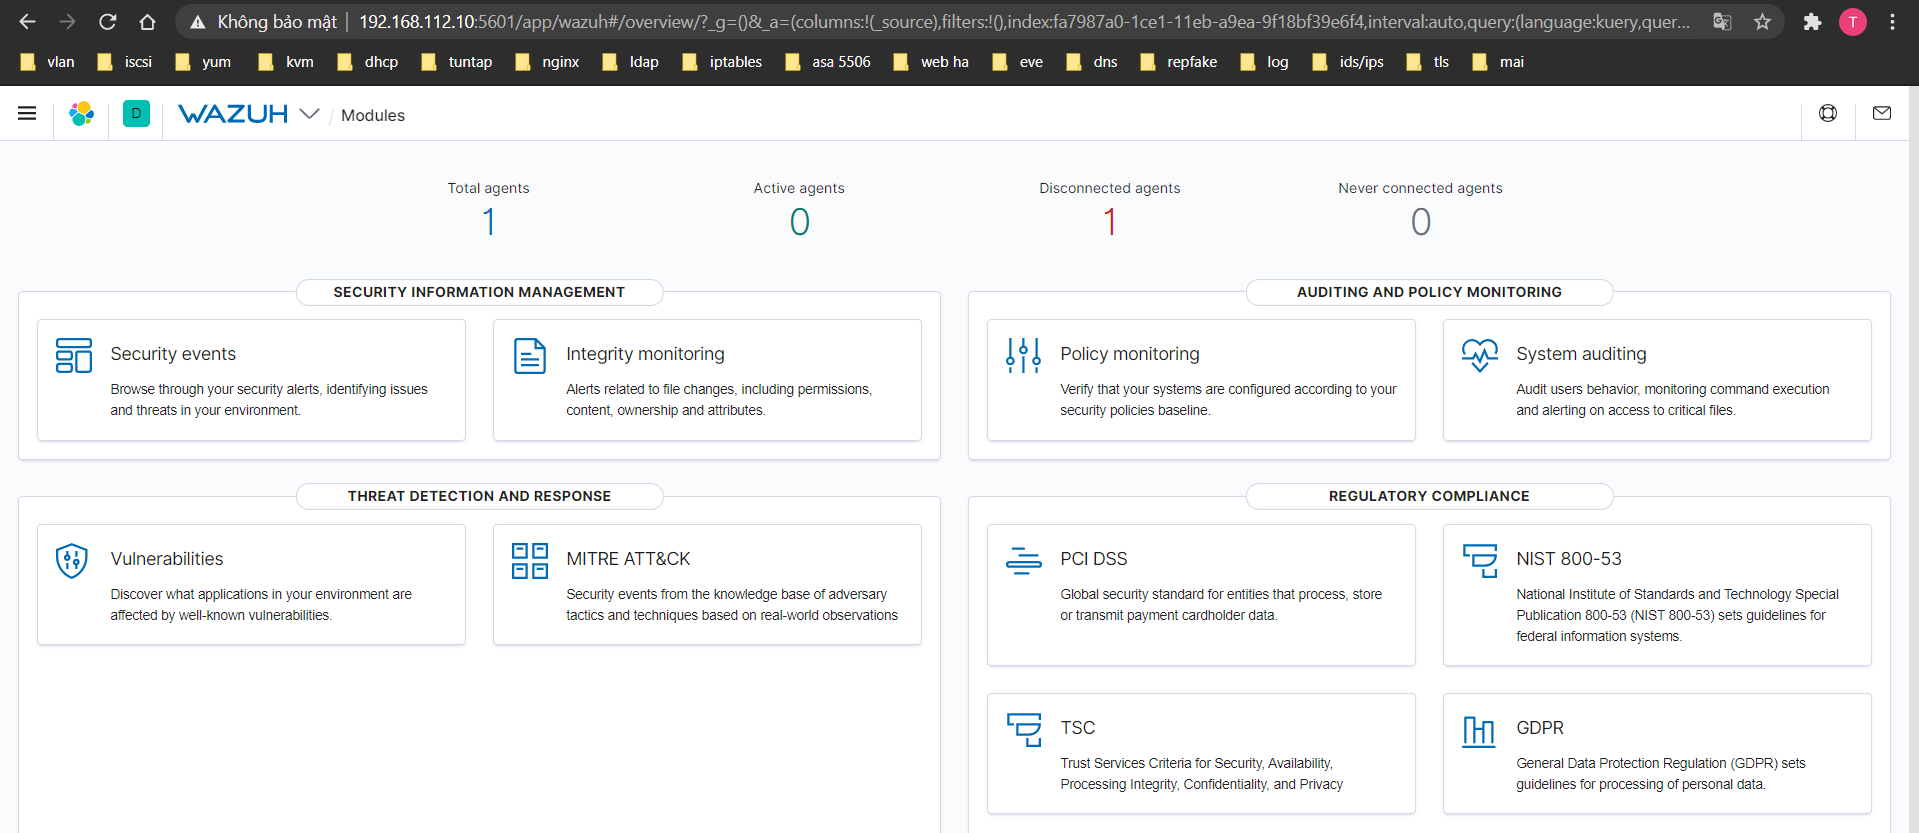 Không bảo mật
192.168.112.10:5601/app/wazuh#/overview/?_g=()&_a=(columns:!(_source),filters:!(),index:fa7987a0-1ce1-11eb-a9ea-9f18bf39e6f4,interval:auto,query:(language:kuery,quer...
T
vlan iscsi yum kvm dhcp tuntap nginx ldap iptables asa 5506 web ha eve dns repfake log ids/ips tls mai
D WAZUH / Modules
Total agents
1
Active agents
0
Disconnected agents
1
Never connected agents
0
SECURITY INFORMATION MANAGEMENT
Security events
Browse through your security alerts, identifying issues
and threats in your environment.
Integrity monitoring
Alerts related to file changes, including permissions,
content, ownership and attributes.
AUDITING AND POLICY MONITORING
Policy monitoring
Verify that your systems are configured according to your
security policies baseline.
System auditing
Audit users behavior, monitoring command execution
and alerting on access to critical files.
THREAT DETECTION AND RESPONSE
Vulnerabilities
Discover what applications in your environment are
affected by well-known vulnerabilities.
MITRE ATT&CK
Security events from the knowledge base of adversary
tactics and techniques based on real-world observations
REGULATORY COMPLIANCE
PCI DSS
Global security standard for entities that process, store
or transmit payment cardholder data.
NIST 800-53
National Institute of Standards and Technology Special
Publication 800-53 (NIST 800-53) sets guidelines for
federal information systems.
TSC
Trust Services Criteria for Security, Availability,
Processing Integrity, Confidentiality, and Privacy
GDPR
General Data Protection Regulation (GDPR) sets
guidelines for processing of personal data.